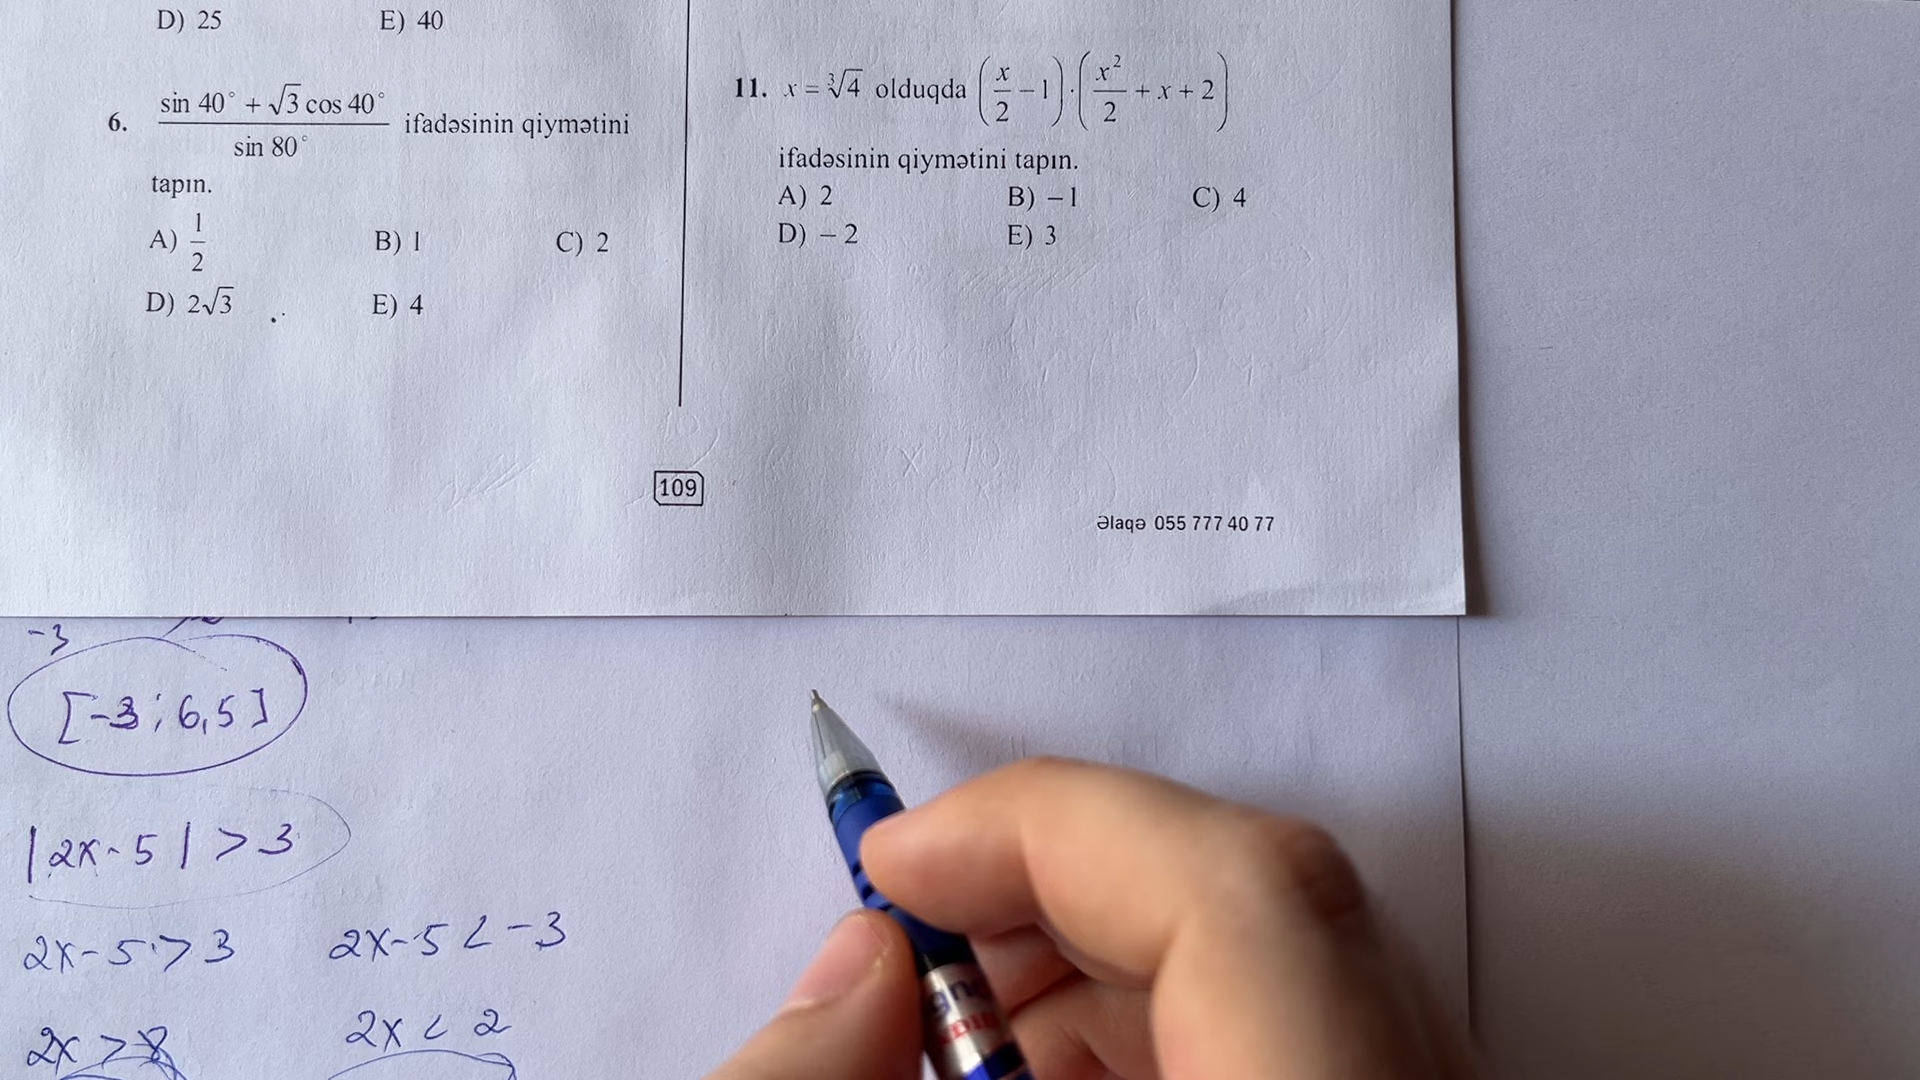 D) 25 E) 40
6. (sin 40° + √3 cos 40°) / sin 80° ifadəsinin qiymətini
tapın.
A) 1/2 B) 1 C) 2
D) 2√3 E) 4
11. x = ∛4 olduqda (x/2 − 1) · (x²/2 + x + 2)
ifadəsinin qiymətini tapın.
A) 2 B) −1 C) 4
D) −2 E) 3
109
Əlaqə 055 777 40 77
-3
[-3; 6,5]
|2x-5| > 3
2x-5 > 3 2x-5 < -3
2x > 8 2x < 2